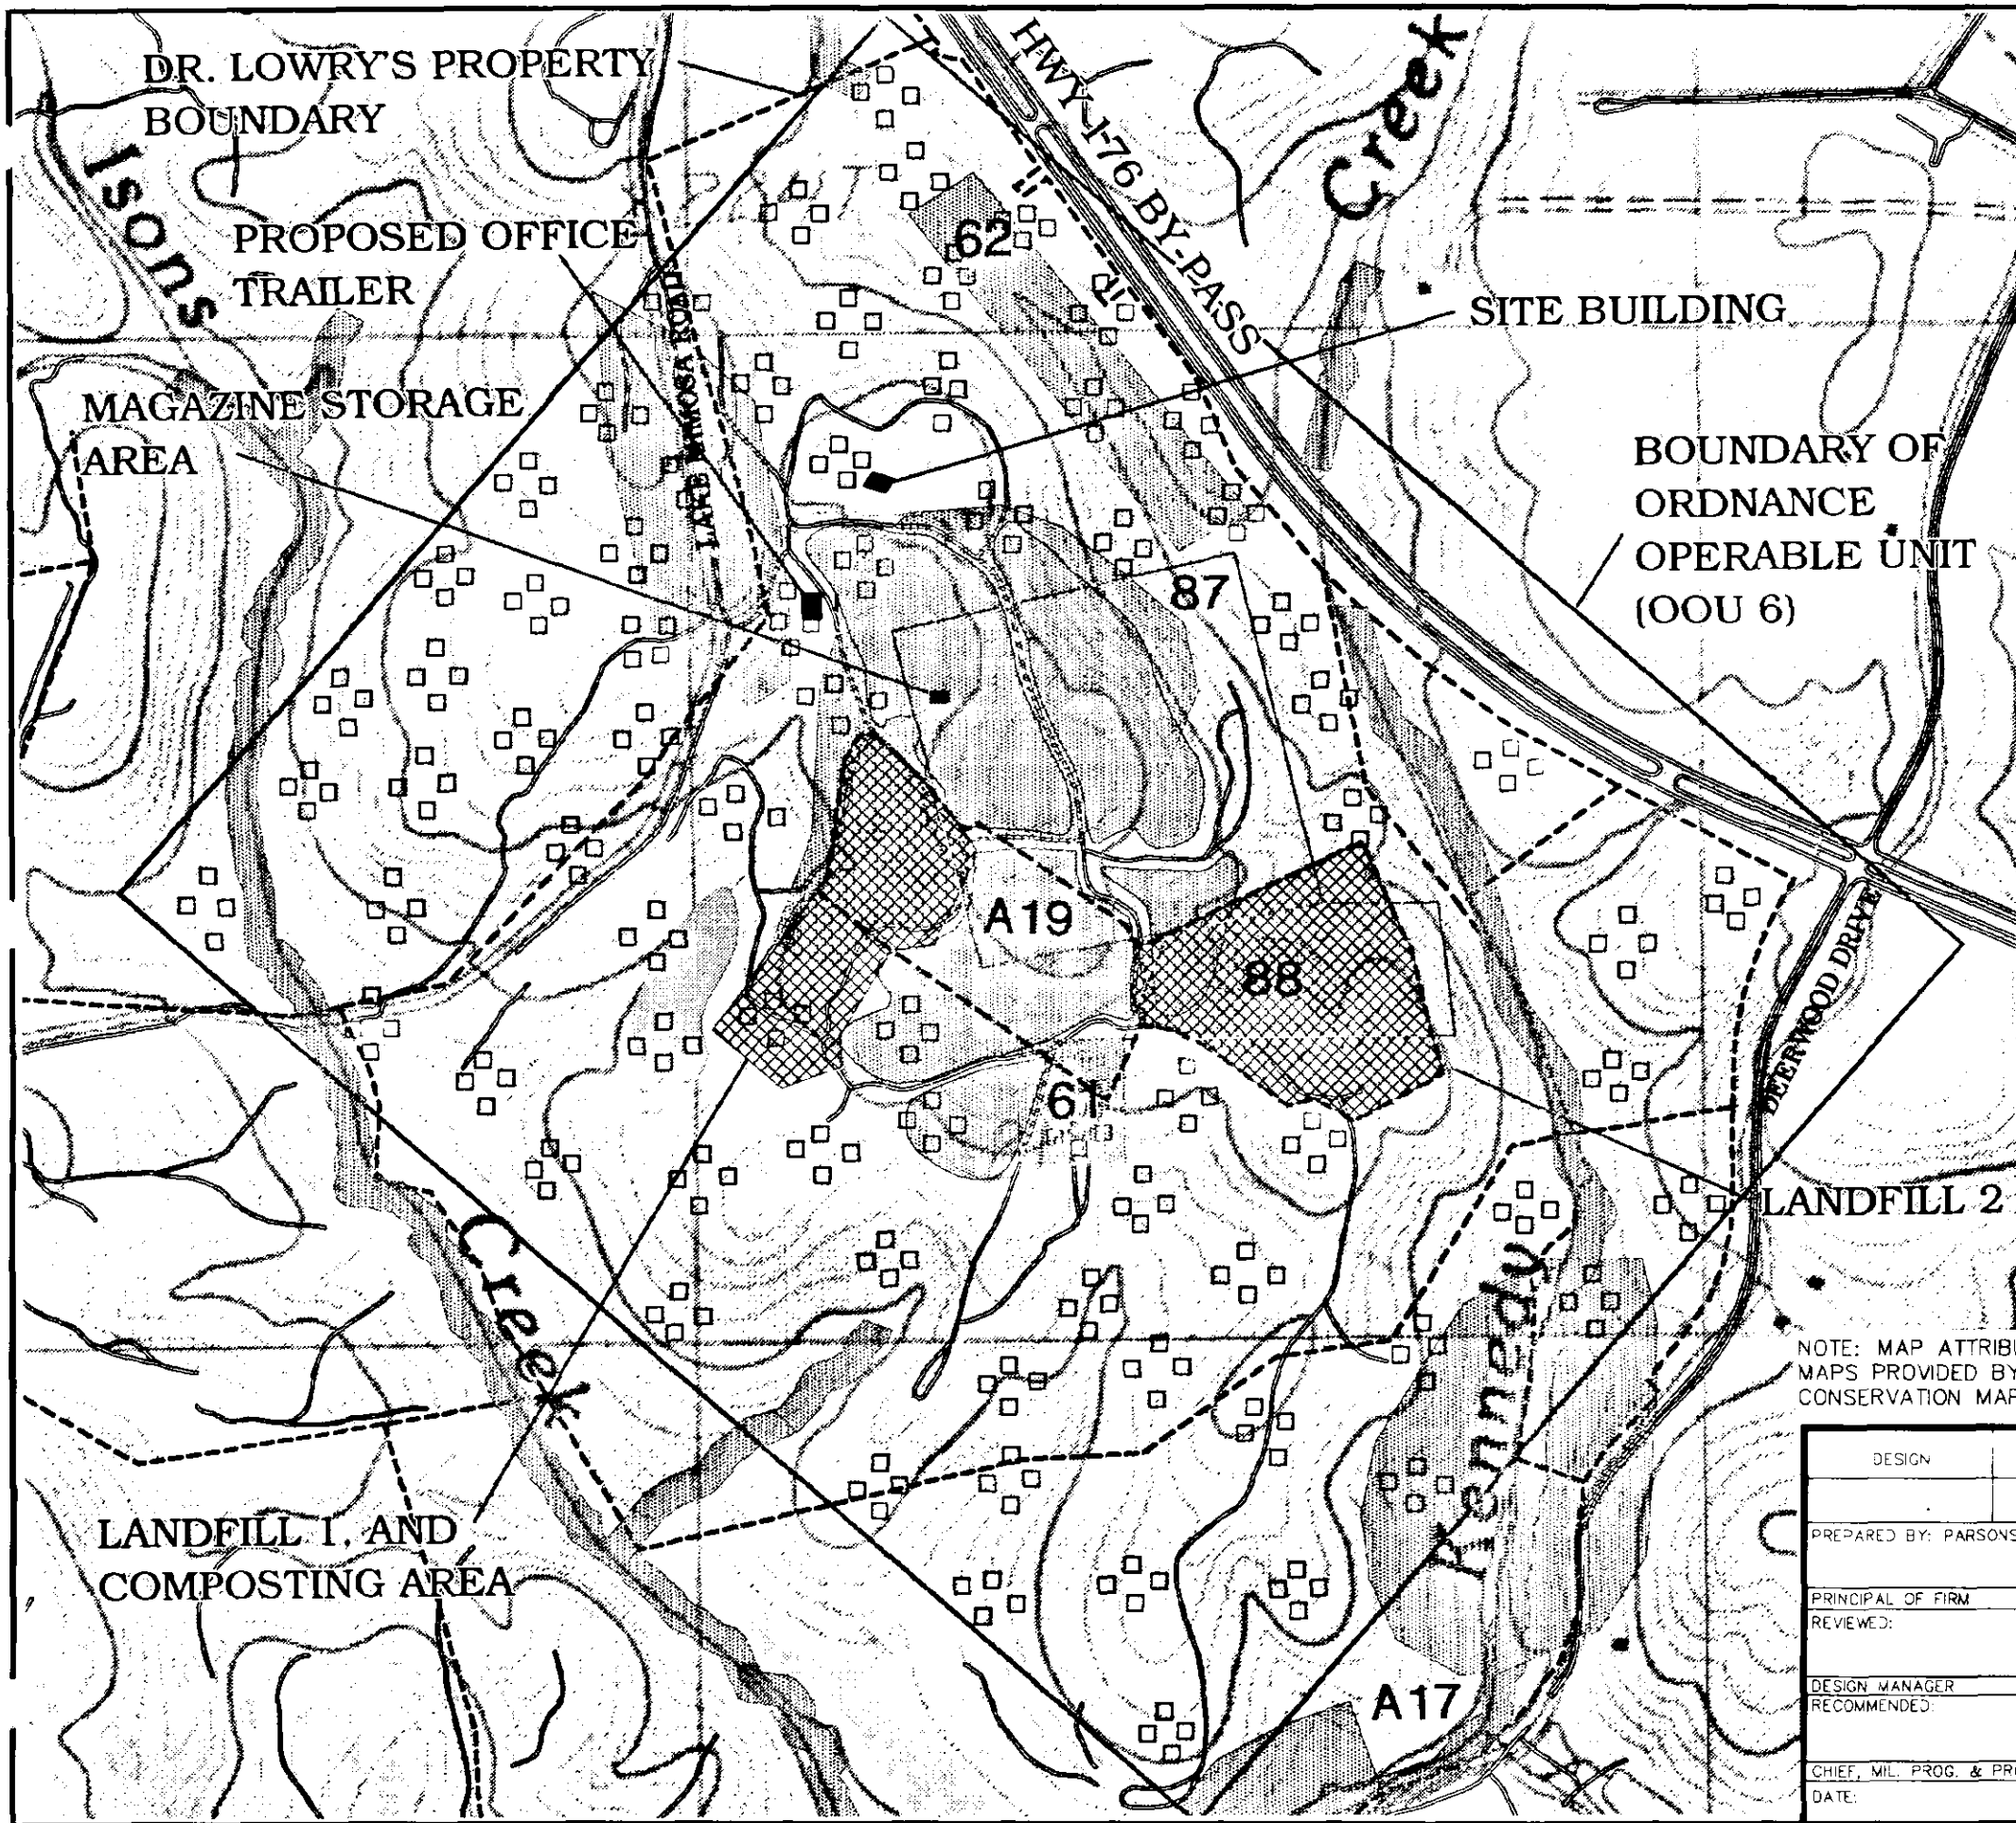 DR. LOWRY'S PROPERTY
BOUNDARY
HWY-176 BY-PASS
Creek
Isons
PROPOSED OFFICE
TRAILER
62
SITE BUILDING
MAGAZINE STORAGE
AREA
LAKE MIMOSA ROAD
BOUNDARY OF
ORDNANCE
OPERABLE UNIT
(OOU 6)
87
A19
88
DEERWOOD DRIVE
61
LANDFILL 2
Creek
Kennedy
NOTE: MAP ATTRIB
MAPS PROVIDED BY
CONSERVATION MAP
LANDFILL 1, AND
COMPOSTING AREA
A17
DESIGN
PREPARED BY: PARSONS
PRINCIPAL OF FIRM
REVIEWED:
DESIGN MANAGER
RECOMMENDED:
CHIEF, MIL. PROG. & PR
DATE: